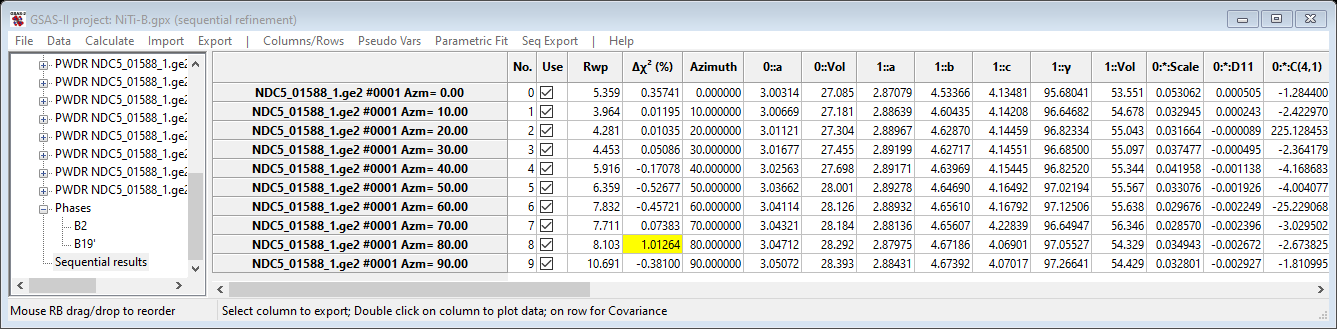 GSAS-II project: NiTi-B.gpx (sequential refinement)
File Data Calculate Import Export | Columns/Rows Pseudo Vars Parametric Fit Seq Export | Help
PWDR NDC5_01588_1.ge2
PWDR NDC5_01588_1.ge2
PWDR NDC5_01588_1.ge2
PWDR NDC5_01588_1.ge2
PWDR NDC5_01588_1.ge2
PWDR NDC5_01588_1.ge2
PWDR NDC5_01588_1.ge2
PWDR NDC5_01588_1.ge2
Phases
B2
B19'
Sequential results
No. Use Rwp Δχ² (%) Azimuth 0::a 0::Vol 1::a 1::b 1::c 1::γ 1::Vol 0:*:Scale 0:*:D11 0:*:C(4,1)
NDC5_01588_1.ge2 #0001 Azm= 0.00 0 5.359 0.35741 0.000000 3.00314 27.085 2.87079 4.53366 4.13481 95.68041 53.551 0.053062 0.000505 -1.284400
NDC5_01588_1.ge2 #0001 Azm= 10.00 1 3.964 0.01195 10.000000 3.00669 27.181 2.88639 4.60435 4.14208 96.64682 54.678 0.032945 0.000243 -2.422970
NDC5_01588_1.ge2 #0001 Azm= 20.00 2 4.281 0.01035 20.000000 3.01121 27.304 2.88967 4.62870 4.14459 96.82334 55.043 0.031664 -0.000089 225.128453
NDC5_01588_1.ge2 #0001 Azm= 30.00 3 4.453 0.05086 30.000000 3.01677 27.455 2.89199 4.62717 4.14551 96.68500 55.097 0.037477 -0.000495 -2.364179
NDC5_01588_1.ge2 #0001 Azm= 40.00 4 5.916 -0.17078 40.000000 3.02563 27.698 2.89171 4.63969 4.15445 96.82520 55.344 0.041958 -0.001138 -4.168683
NDC5_01588_1.ge2 #0001 Azm= 50.00 5 6.359 -0.52677 50.000000 3.03662 28.001 2.89278 4.64690 4.16492 97.02194 55.567 0.033076 -0.001926 -4.004077
NDC5_01588_1.ge2 #0001 Azm= 60.00 6 7.832 -0.45721 60.000000 3.04114 28.126 2.88932 4.65610 4.16792 97.12506 55.638 0.029676 -0.002249 -25.229068
NDC5_01588_1.ge2 #0001 Azm= 70.00 7 7.711 0.07383 70.000000 3.04321 28.184 2.88136 4.65607 4.22839 96.64947 56.346 0.028570 -0.002396 -3.029502
NDC5_01588_1.ge2 #0001 Azm= 80.00 8 8.103 1.01264 80.000000 3.04712 28.292 2.87975 4.67186 4.06901 97.05527 54.329 0.034943 -0.002672 -2.673825
NDC5_01588_1.ge2 #0001 Azm= 90.00 9 10.691 -0.38100 90.000000 3.05072 28.393 2.88431 4.67392 4.07017 97.26641 54.429 0.032801 -0.002927 -1.810995
Mouse RB drag/drop to reorder
Select column to export; Double click on column to plot data; on row for Covariance